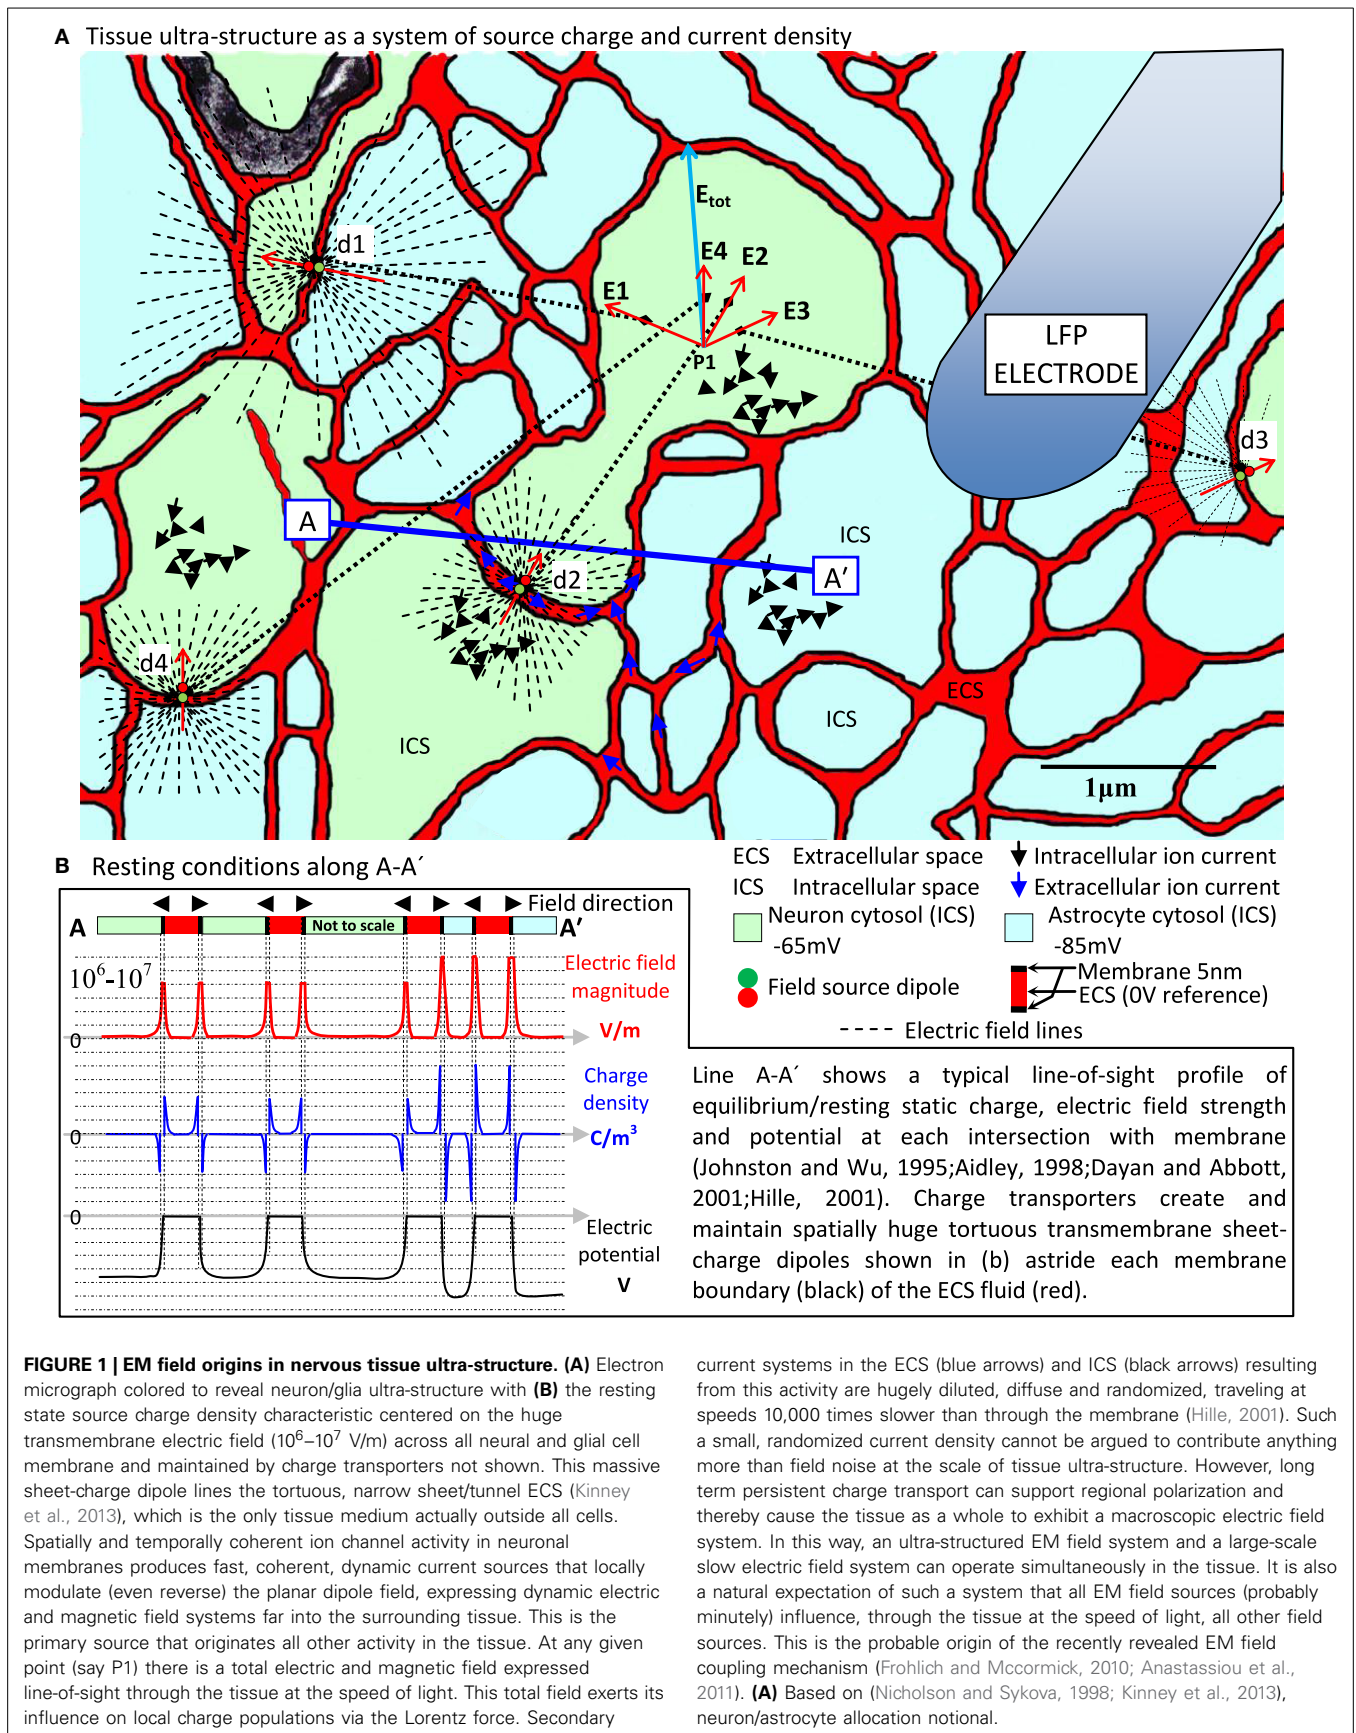 A Tissue ultra-structure as a system of source charge and current density
d1
E_tot
E4
E2
E1
E3
P1
LFP
ELECTRODE
d3
A
ICS
A′
d2
d4
ECS
ICS
ICS
1µm
B Resting conditions along A-A´
Field direction
A
Not to scale
A′
10^6-10^7
Electric field
magnitude
V/m
0
Charge
density
C/m^3
0
0
Electric
potential
V
ECS Extracellular space
Intracellular ion current
ICS Intracellular space
Extracellular ion current
Neuron cytosol (ICS)
-65mV
Astrocyte cytosol (ICS)
-85mV
Field source dipole
Membrane 5nm
ECS (0V reference)
Electric field lines
Line A-A´ shows a typical line-of-sight profile of
equilibrium/resting static charge, electric field strength
and potential at each intersection with membrane
(Johnston and Wu, 1995;Aidley, 1998;Dayan and Abbott,
2001;Hille, 2001). Charge transporters create and
maintain spatially huge tortuous transmembrane sheet-
charge dipoles shown in (b) astride each membrane
boundary (black) of the ECS fluid (red).
FIGURE 1 | EM field origins in nervous tissue ultra-structure. (A) Electron
micrograph colored to reveal neuron/glia ultra-structure with (B) the resting
state source charge density characteristic centered on the huge
transmembrane electric field (10^6–10^7 V/m) across all neural and glial cell
membrane and maintained by charge transporters not shown. This massive
sheet-charge dipole lines the tortuous, narrow sheet/tunnel ECS (Kinney
et al., 2013), which is the only tissue medium actually outside all cells.
Spatially and temporally coherent ion channel activity in neuronal
membranes produces fast, coherent, dynamic current sources that locally
modulate (even reverse) the planar dipole field, expressing dynamic electric
and magnetic field systems far into the surrounding tissue. This is the
primary source that originates all other activity in the tissue. At any given
point (say P1) there is a total electric and magnetic field expressed
line-of-sight through the tissue at the speed of light. This total field exerts its
influence on local charge populations via the Lorentz force. Secondary
current systems in the ECS (blue arrows) and ICS (black arrows) resulting
from this activity are hugely diluted, diffuse and randomized, traveling at
speeds 10,000 times slower than through the membrane (Hille, 2001). Such
a small, randomized current density cannot be argued to contribute anything
more than field noise at the scale of tissue ultra-structure. However, long
term persistent charge transport can support regional polarization and
thereby cause the tissue as a whole to exhibit a macroscopic electric field
system. In this way, an ultra-structured EM field system and a large-scale
slow electric field system can operate simultaneously in the tissue. It is also
a natural expectation of such a system that all EM field sources (probably
minutely) influence, through the tissue at the speed of light, all other field
sources. This is the probable origin of the recently revealed EM field
coupling mechanism (Frohlich and Mccormick, 2010; Anastassiou et al.,
2011). (A) Based on (Nicholson and Sykova, 1998; Kinney et al., 2013),
neuron/astrocyte allocation notional.